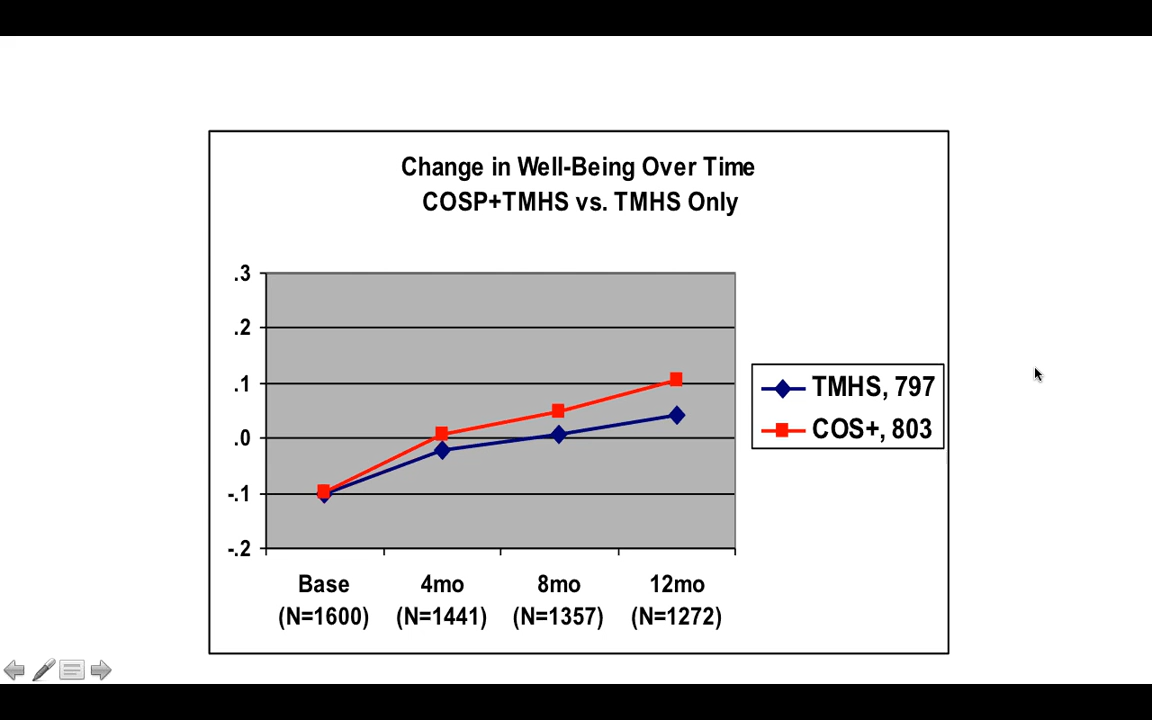 Change in Well-Being Over Time
COSP+TMHS vs. TMHS Only
.3
.2
.1
.0
-.1
-.2
TMHS, 797
COS+, 803
Base 4mo 8mo 12mo
(N=1600) (N=1441) (N=1357) (N=1272)